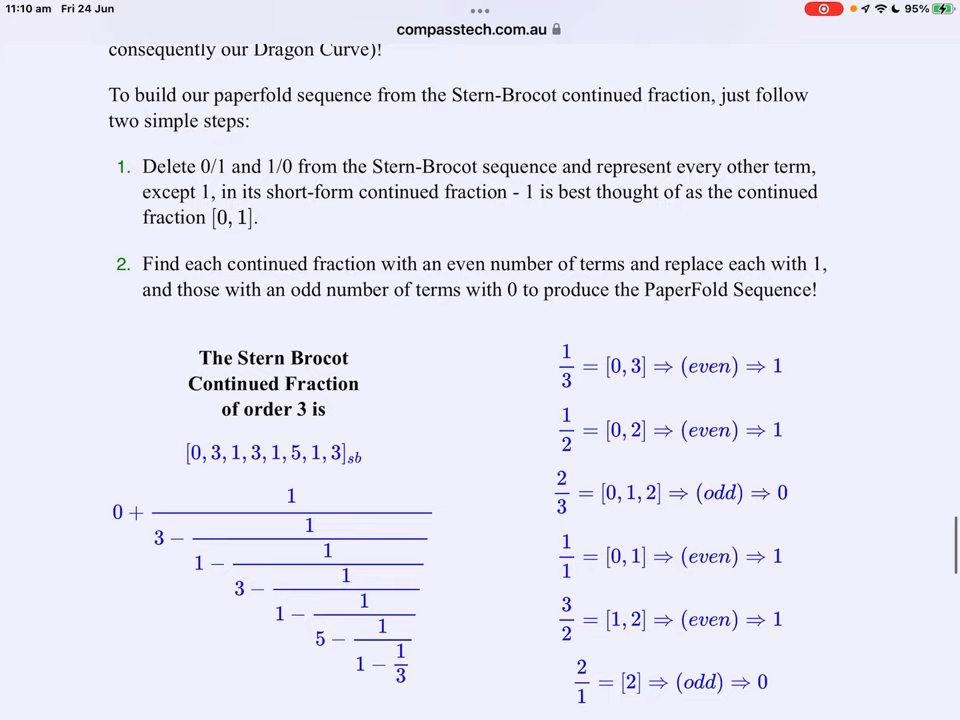 11:10 am Fri 24 Jun
95%
compasstech.com.au
consequently our Dragon Curve)!
To build our paperfold sequence from the Stern-Brocot continued fraction, just follow
two simple steps:
1. Delete 0/1 and 1/0 from the Stern-Brocot sequence and represent every other term,
except 1, in its short-form continued fraction - 1 is best thought of as the continued
fraction [0, 1].
2. Find each continued fraction with an even number of terms and replace each with 1,
and those with an odd number of terms with 0 to produce the PaperFold Sequence!
The Stern Brocot
Continued Fraction
of order 3 is
[0, 3, 1, 3, 1, 5, 1, 3]sb
0 + 1
3 − 1
1 − 1
3 − 1
1 − 1
5 − 1
1 − 1
3
1/3 = [0, 3] ⇒ (even) ⇒ 1
1/2 = [0, 2] ⇒ (even) ⇒ 1
2/3 = [0, 1, 2] ⇒ (odd) ⇒ 0
1/1 = [0, 1] ⇒ (even) ⇒ 1
3/2 = [1, 2] ⇒ (even) ⇒ 1
2/1 = [2] ⇒ (odd) ⇒ 0